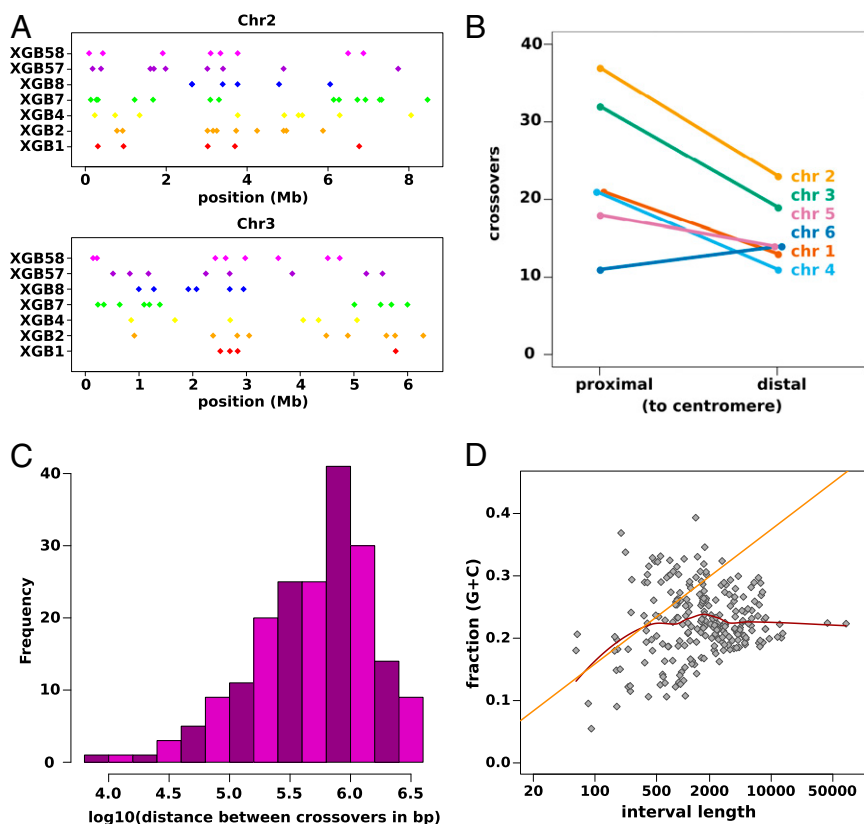 A
Chr2
XGB58
XGB57
XGB8
XGB7
XGB4
XGB2
XGB1
0 2 4 6 8
position (Mb)
Chr3
XGB58
XGB57
XGB8
XGB7
XGB4
XGB2
XGB1
0 1 2 3 4 5 6
position (Mb)
B
40
30
20
10
0
crossovers
chr 2
chr 3
chr 5
chr 6
chr 1
chr 4
proximal distal
(to centromere)
C
40
30
20
10
0
Frequency
4.0 4.5 5.0 5.5 6.0 6.5
log10(distance between crossovers in bp)
D
0.4
0.3
0.2
0.1
0.0
fraction (G+C)
20 100 500 2000 10000 50000
interval length